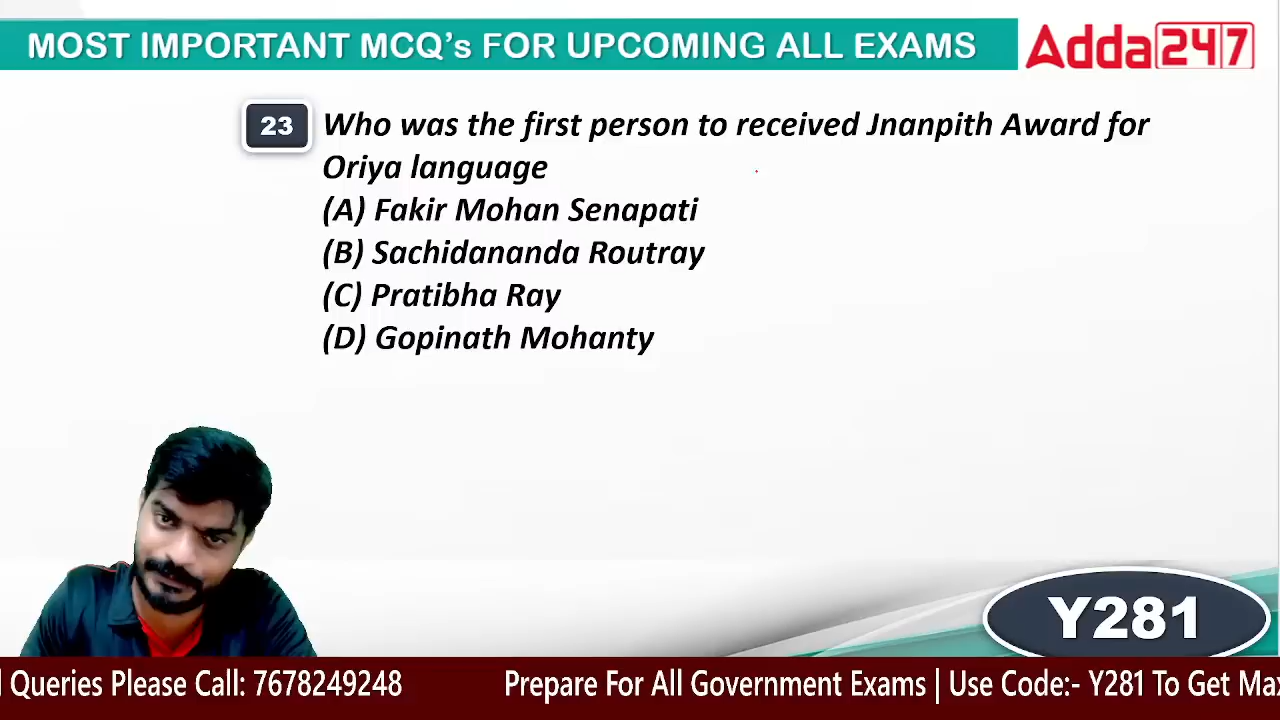 MOST IMPORTANT MCQ's FOR UPCOMING ALL EXAMS
Adda247
23
Who was the first person to received Jnanpith Award for
Oriya language
(A) Fakir Mohan Senapati
(B) Sachidananda Routray
(C) Pratibha Ray
(D) Gopinath Mohanty
Y281
Queries Please Call: 7678249248 Prepare For All Government Exams | Use Code:- Y281 To Get